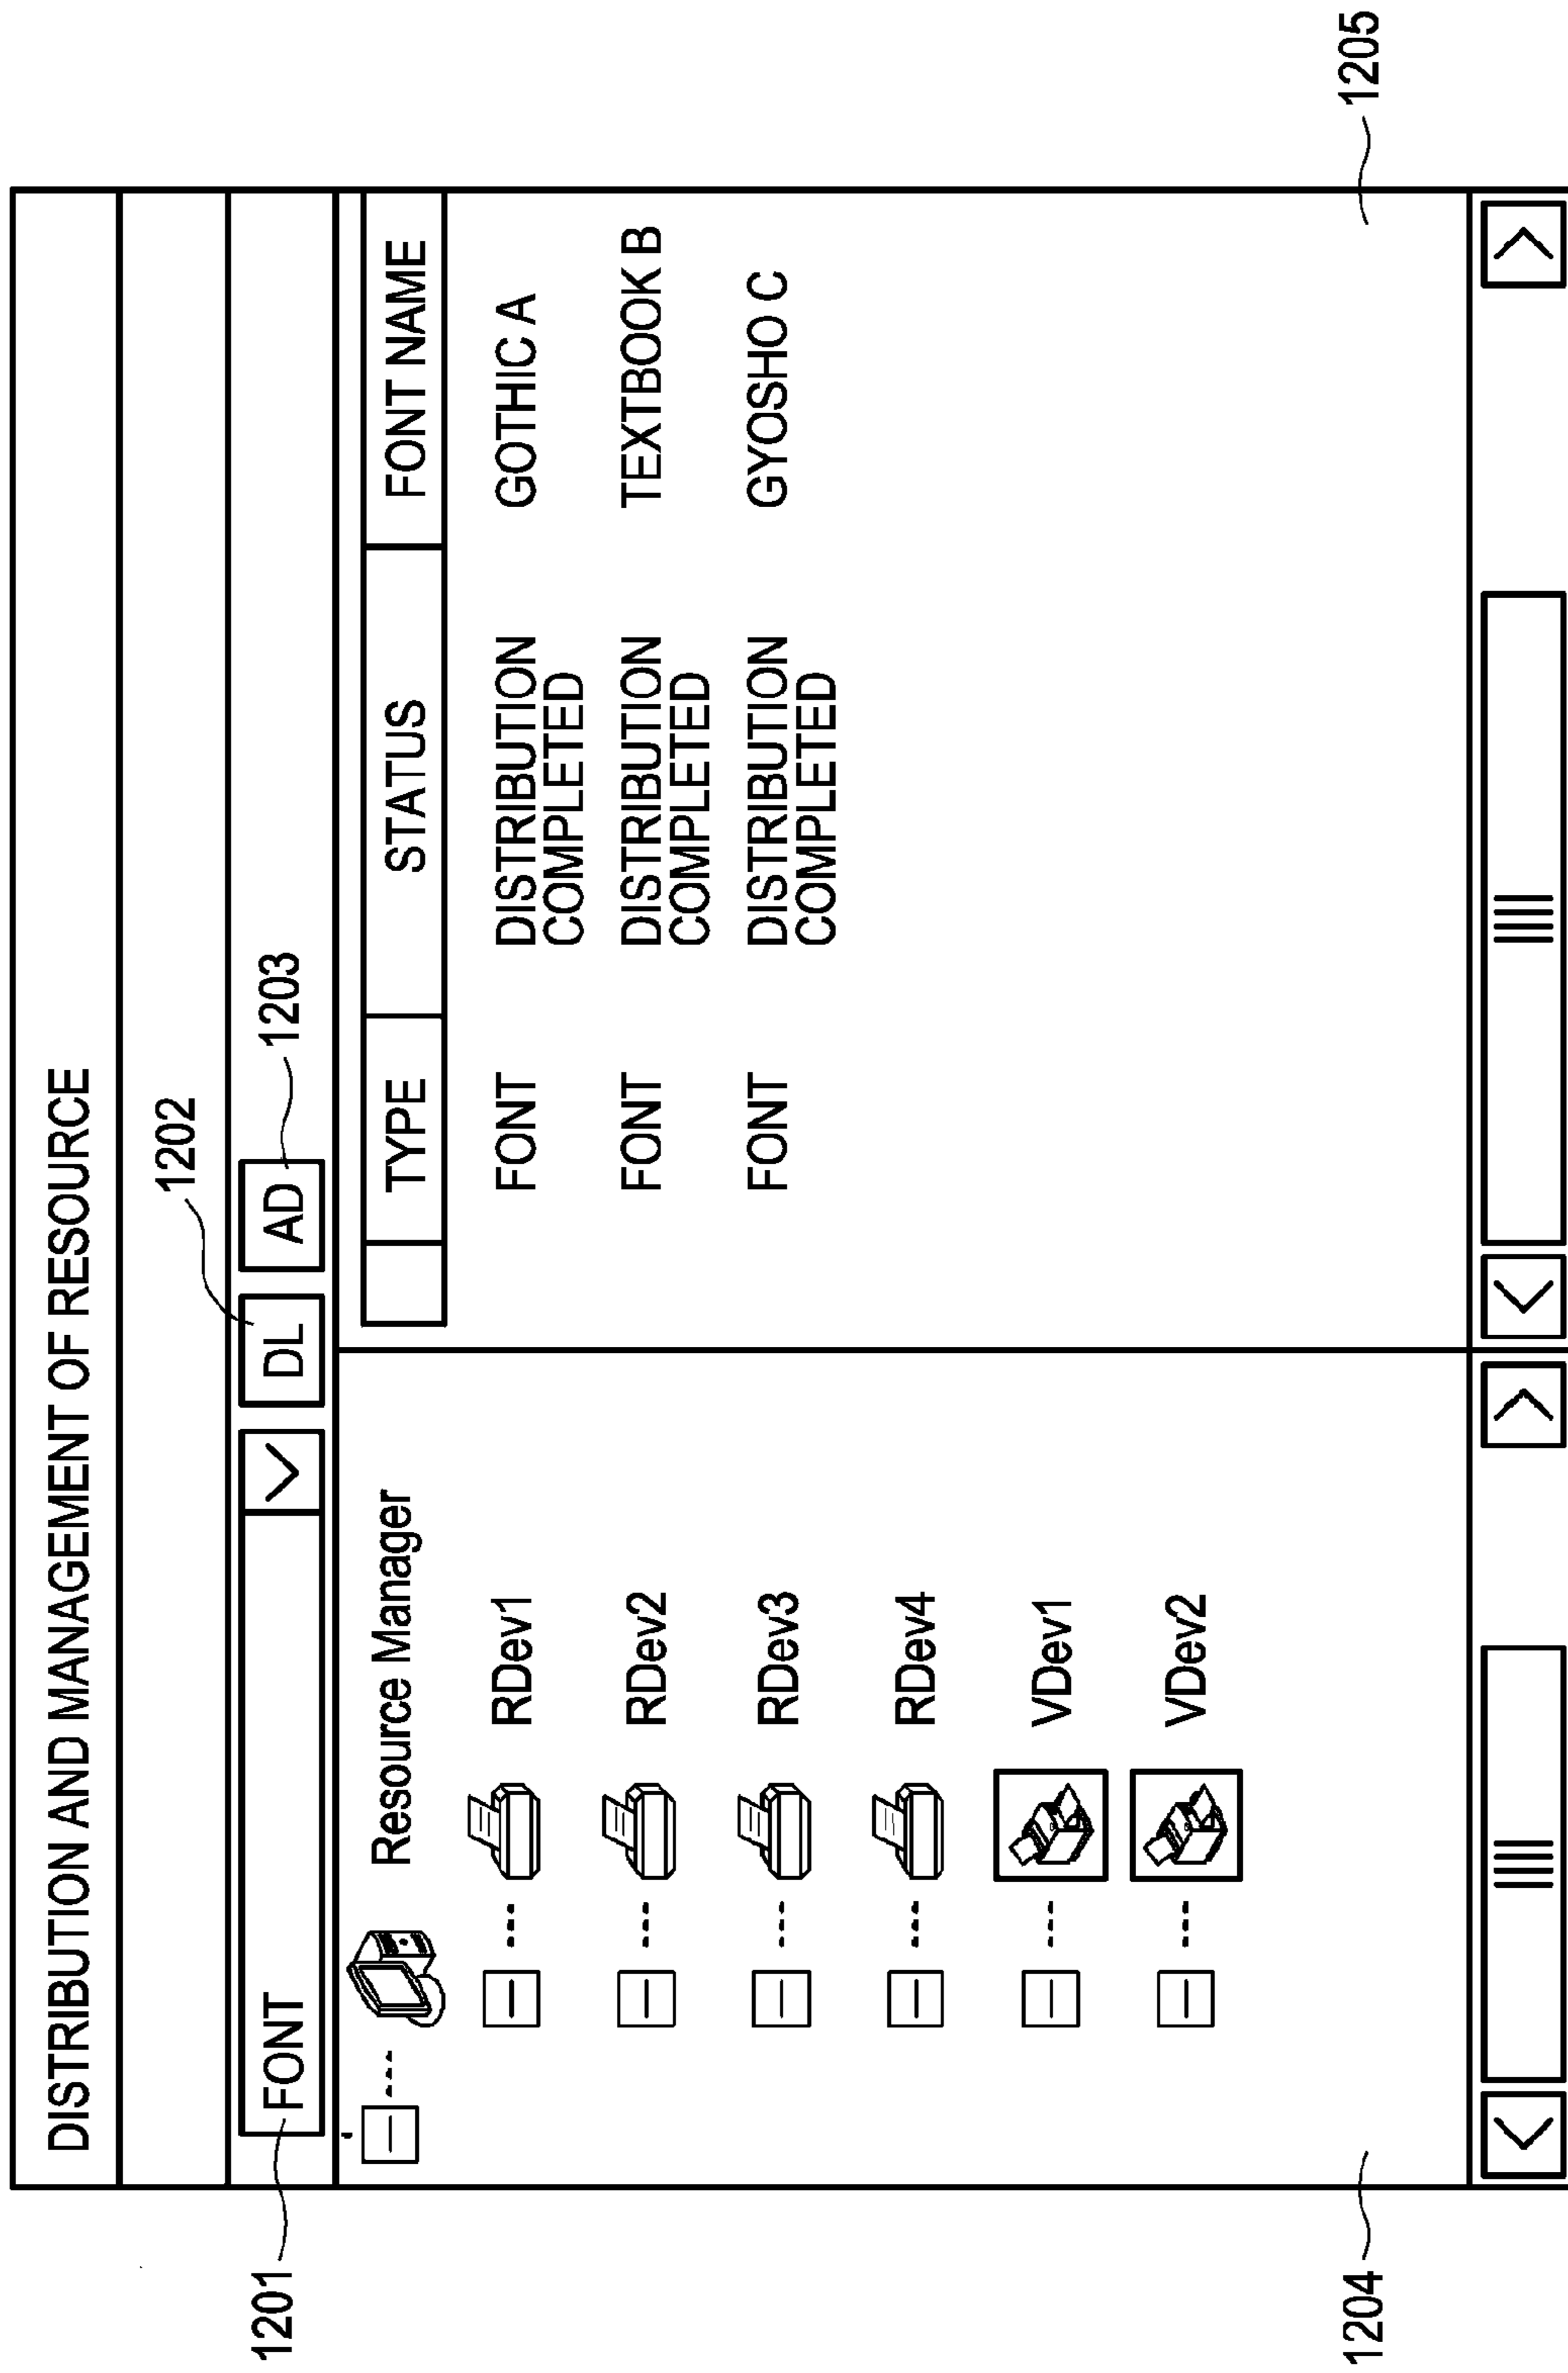 DISTRIBUTION AND MANAGEMENT OF RESOURCE
1202
1201
FONT
DL
AD
1203
Resource Manager
RDev1
RDev2
RDev3
RDev4
VDev1
VDev2
1204
TYPE STATUS FONT NAME
FONT DISTRIBUTION GOTHIC A
COMPLETED
FONT DISTRIBUTION TEXTBOOK B
COMPLETED
FONT DISTRIBUTION GYOSHO C
COMPLETED
1205